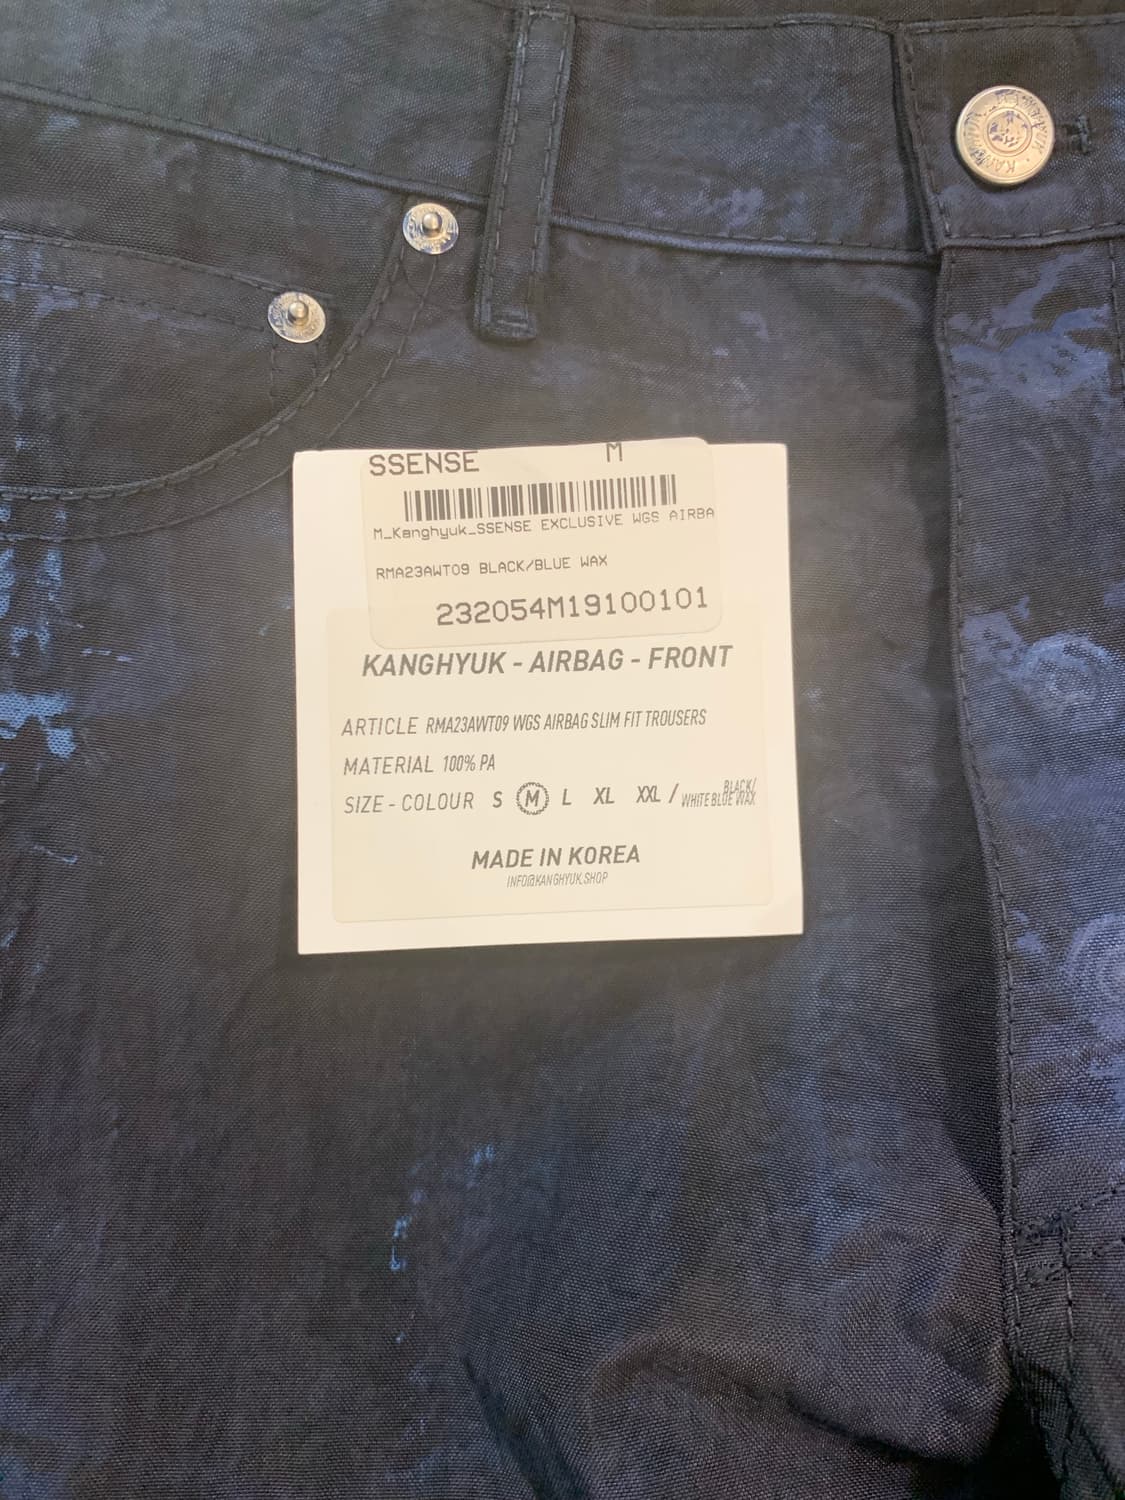 SSENSE M
M_Kanghyuk_SSENSE EXCLUSIVE WGS AIRBA
RMA23AWT09 BLACK/BLUE WAX
232054M19100101
KANGHYUK - AIRBAG - FRONT
ARTICLE RMA23AWT09 WGS AIRBAG SLIM FIT TROUSERS
MATERIAL 100% PA
SIZE - COLOUR S M L XL XXL / BLACK/
WHITE BLUE WAX
MADE IN KOREA
INFO@KANGHYUK.SHOP